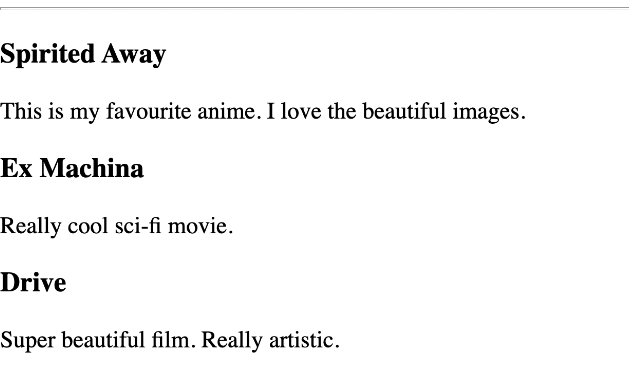 Spirited Away
This is my favourite anime. I love the beautiful images.
Ex Machina
Really cool sci-fi movie.
Drive
Super beautiful film. Really artistic.